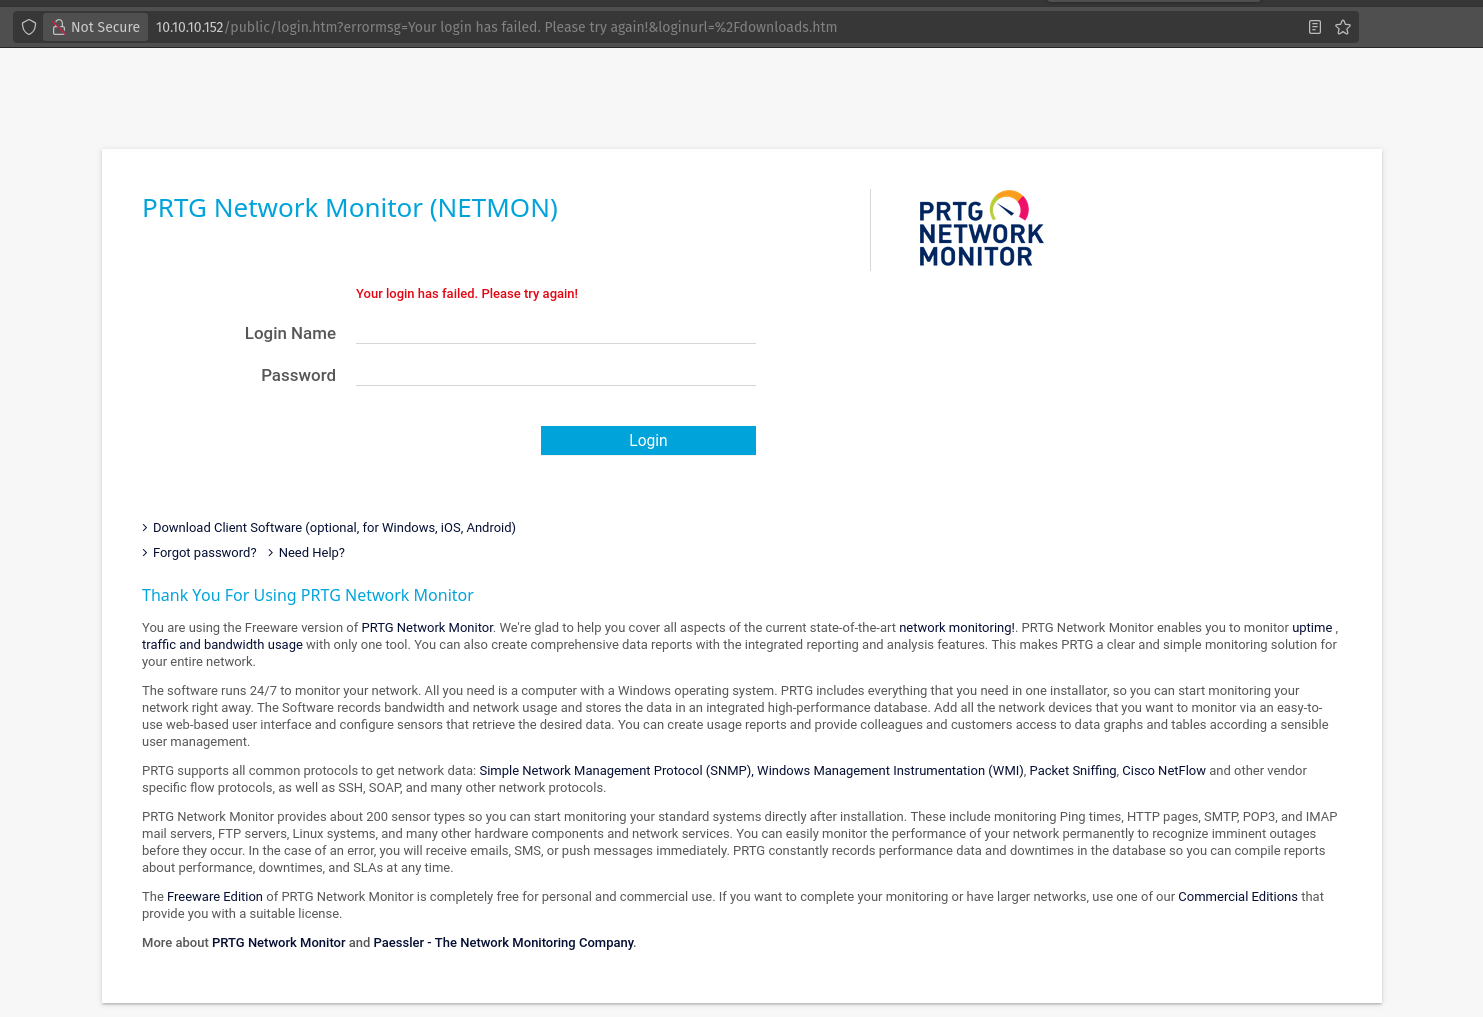 Not Secure 10.10.10.152/public/login.htm?errormsg=Your login has failed. Please try again!&loginurl=%2Fdownloads.htm
PRTG Network Monitor (NETMON)
PRTG
NETWORK
MONITOR
Your login has failed. Please try again!
Login Name
Password
Login
Download Client Software (optional, for Windows, iOS, Android)
Forgot password? Need Help?
Thank You For Using PRTG Network Monitor
You are using the Freeware version of PRTG Network Monitor. We're glad to help you cover all aspects of the current state-of-the-art network monitoring!. PRTG Network Monitor enables you to monitor uptime ,
traffic and bandwidth usage with only one tool. You can also create comprehensive data reports with the integrated reporting and analysis features. This makes PRTG a clear and simple monitoring solution for
your entire network.
The software runs 24/7 to monitor your network. All you need is a computer with a Windows operating system. PRTG includes everything that you need in one installator, so you can start monitoring your
network right away. The Software records bandwidth and network usage and stores the data in an integrated high-performance database. Add all the network devices that you want to monitor via an easy-to-
use web-based user interface and configure sensors that retrieve the desired data. You can create usage reports and provide colleagues and customers access to data graphs and tables according a sensible
user management.
PRTG supports all common protocols to get network data: Simple Network Management Protocol (SNMP), Windows Management Instrumentation (WMI), Packet Sniffing, Cisco NetFlow and other vendor
specific flow protocols, as well as SSH, SOAP, and many other network protocols.
PRTG Network Monitor provides about 200 sensor types so you can start monitoring your standard systems directly after installation. These include monitoring Ping times, HTTP pages, SMTP, POP3, and IMAP
mail servers, FTP servers, Linux systems, and many other hardware components and network services. You can easily monitor the performance of your network permanently to recognize imminent outages
before they occur. In the case of an error, you will receive emails, SMS, or push messages immediately. PRTG constantly records performance data and downtimes in the database so you can compile reports
about performance, downtimes, and SLAs at any time.
The Freeware Edition of PRTG Network Monitor is completely free for personal and commercial use. If you want to complete your monitoring or have larger networks, use one of our Commercial Editions that
provide you with a suitable license.
More about PRTG Network Monitor and Paessler - The Network Monitoring Company.